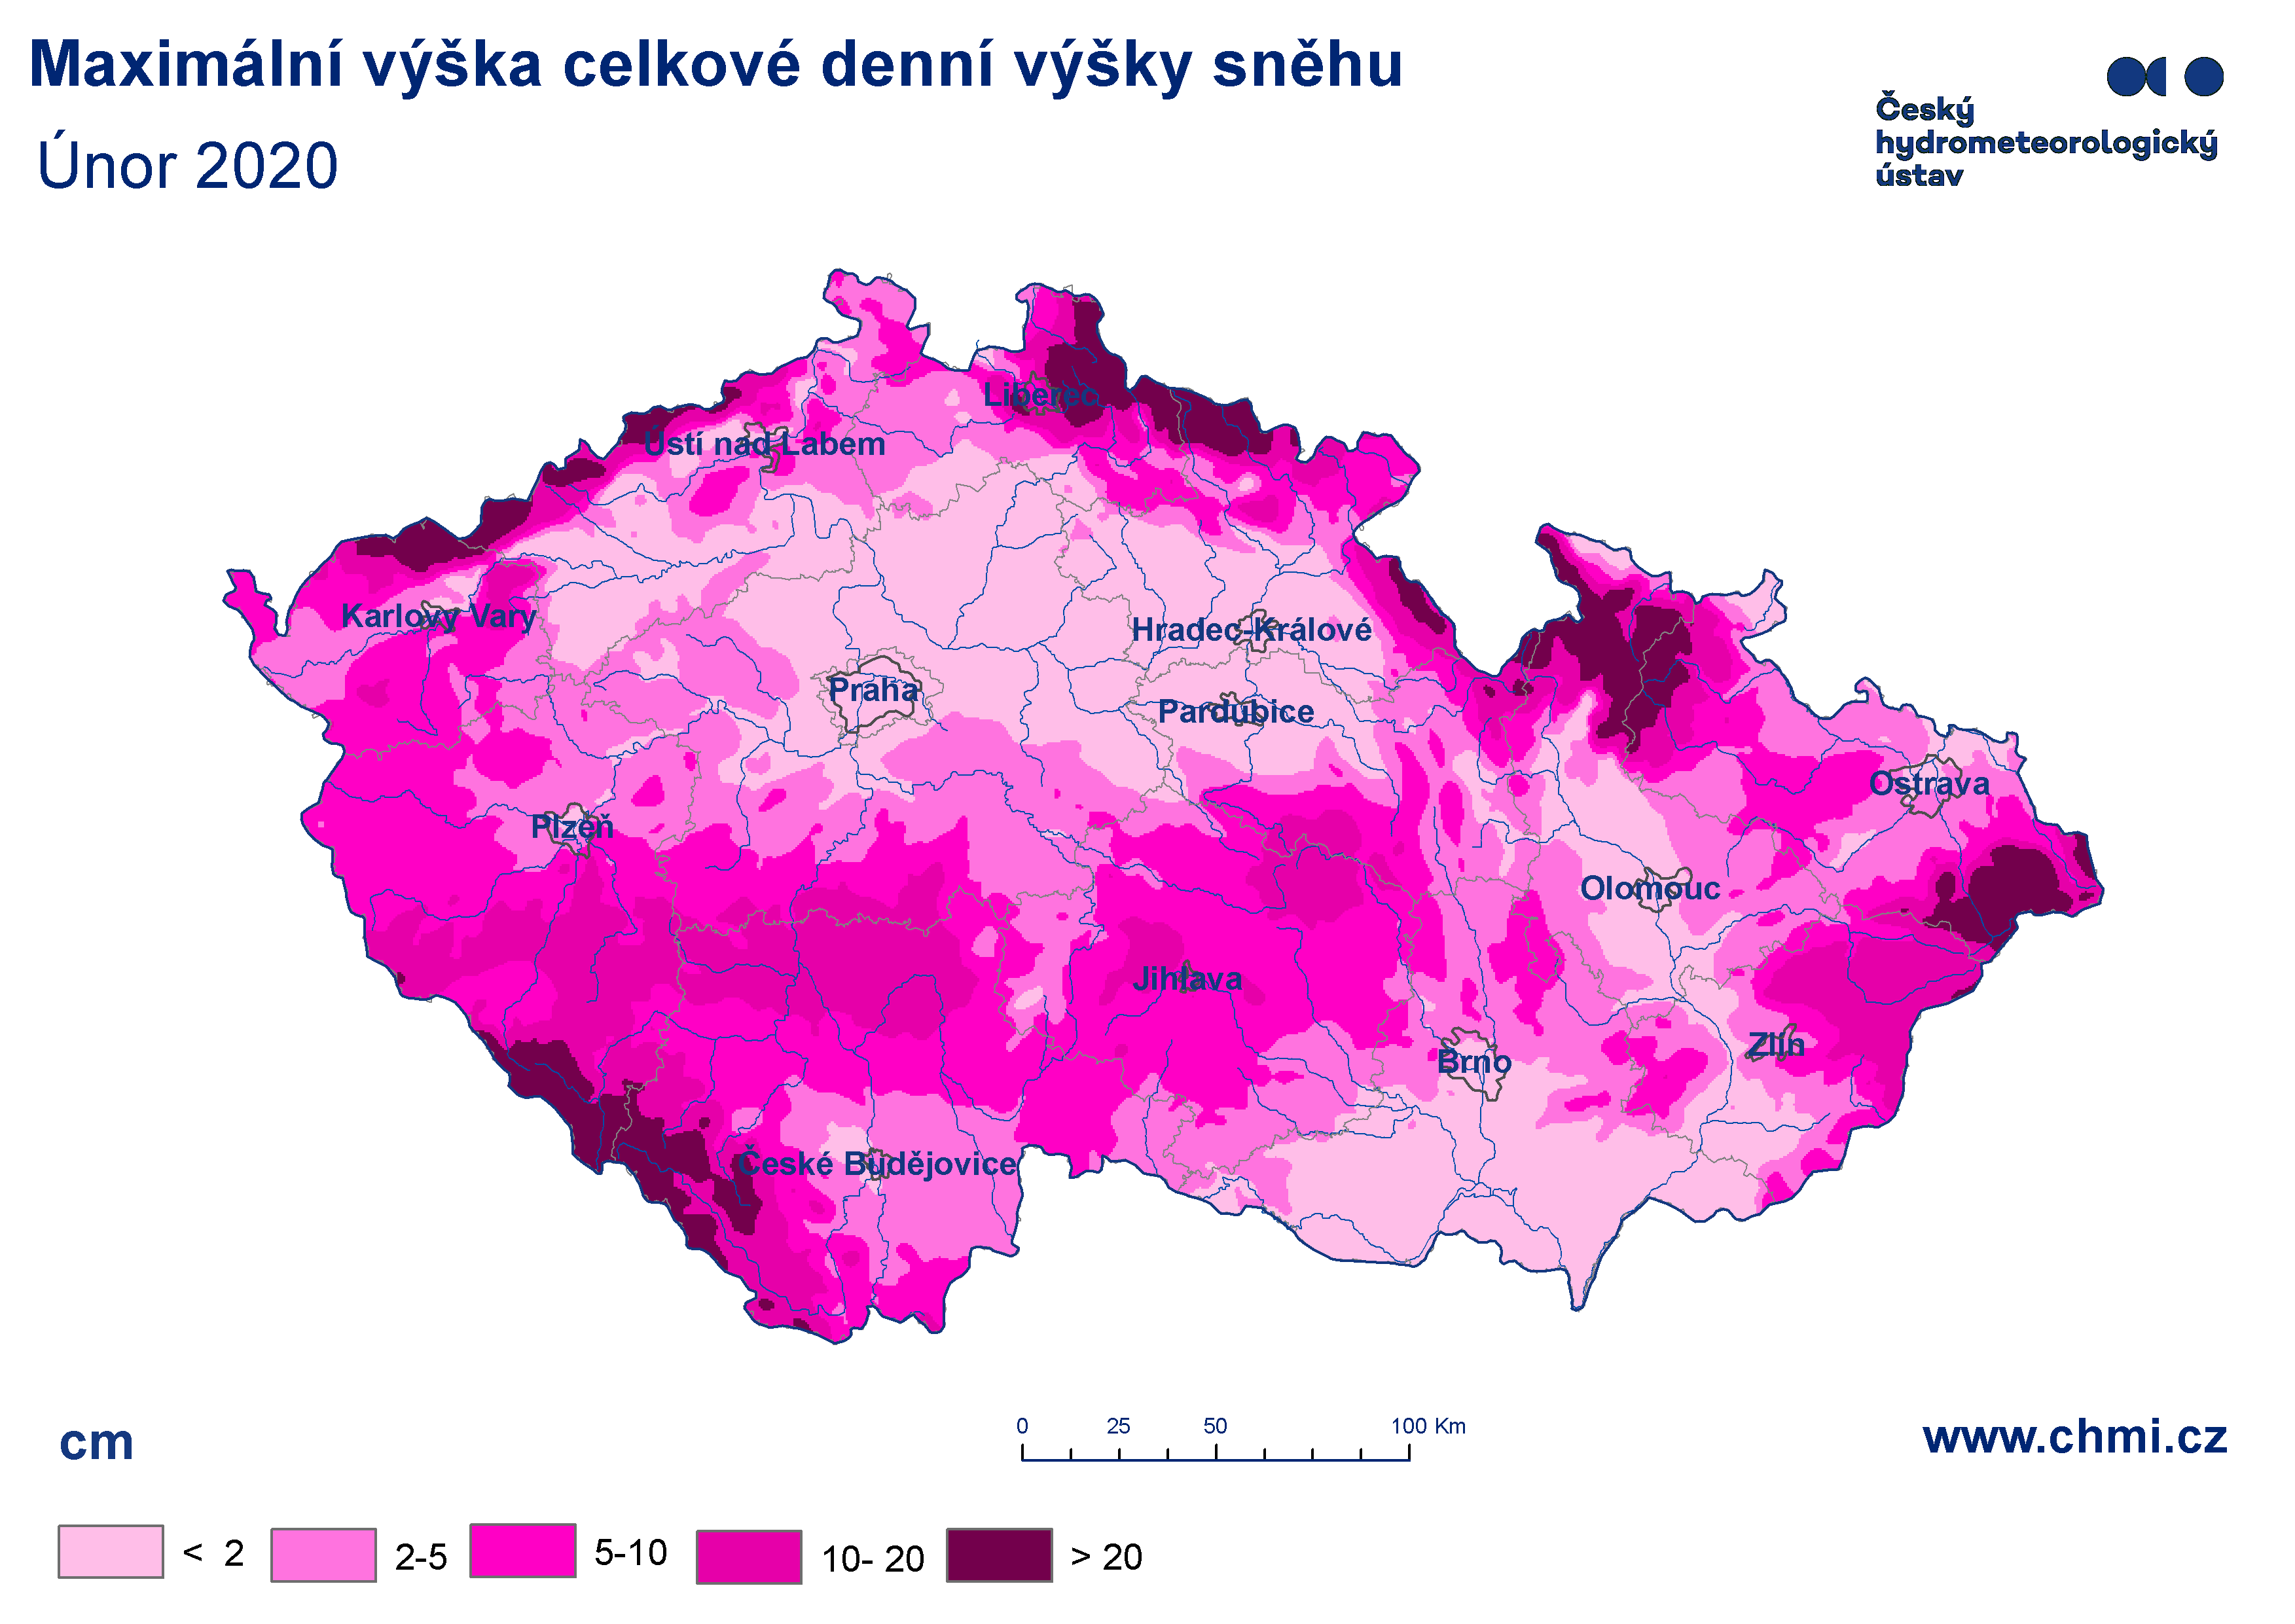 Maximální výška celkové denní výšky sněhu
Únor 2020
Český
hydrometeorologický
ústav
Liberec
Ústí nad Labem
Karlovy Vary
Hradec-Králové
Praha
Pardubice
Ostrava
Plzeň
Olomouc
Jihlava
Zlín
Brno
České Budějovice
0 25 50 100 Km
cm
www.chmi.cz
< 2 2-5 5-10 10- 20 > 20